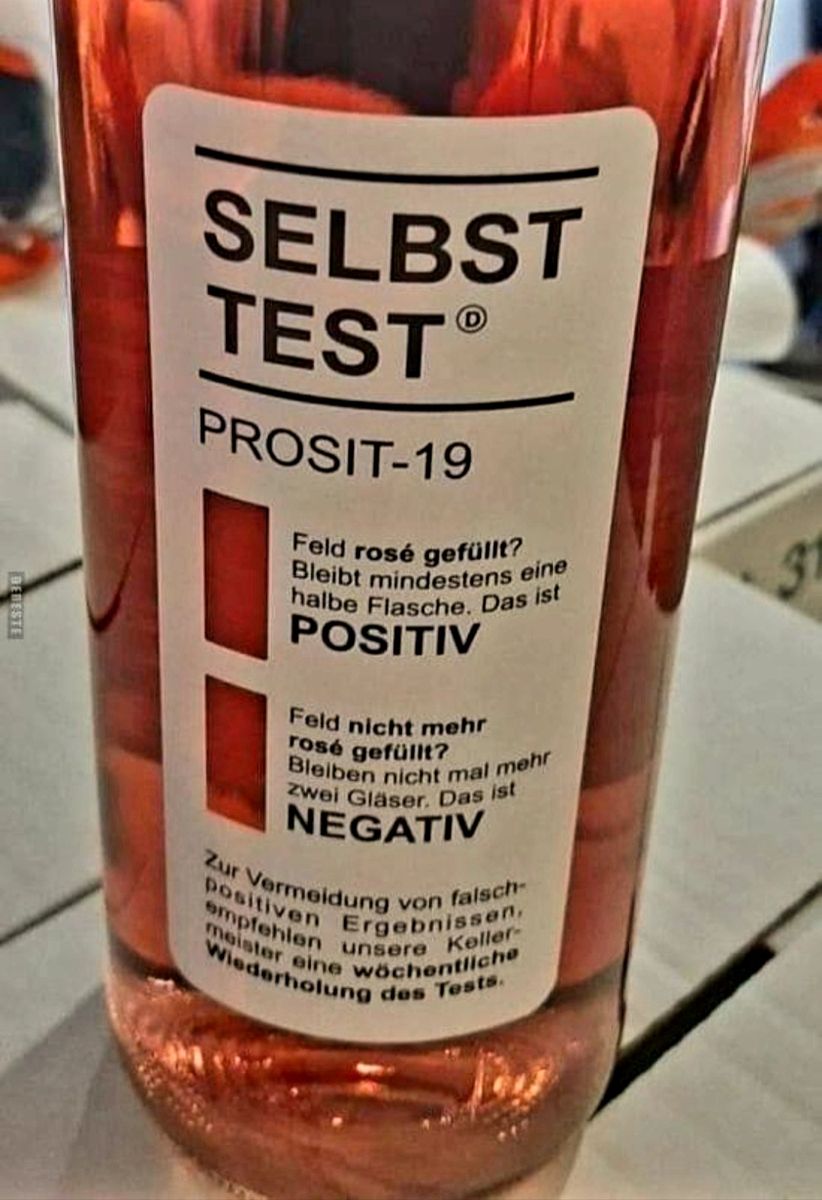 SELBST
TEST Ⓓ
PROSIT-19
Feld rosé gefüllt?
Bleibt mindestens eine
halbe Flasche. Das ist
POSITIV
Feld nicht mehr
rosé gefüllt?
Bleiben nicht mal mehr
zwei Gläser. Das ist
NEGATIV
Zur Vermeidung von falsch-
positiven Ergebnissen,
empfehlen unsere Keller-
meister eine wöchentliche
Wiederholung des Tests.
31
DEBESTE